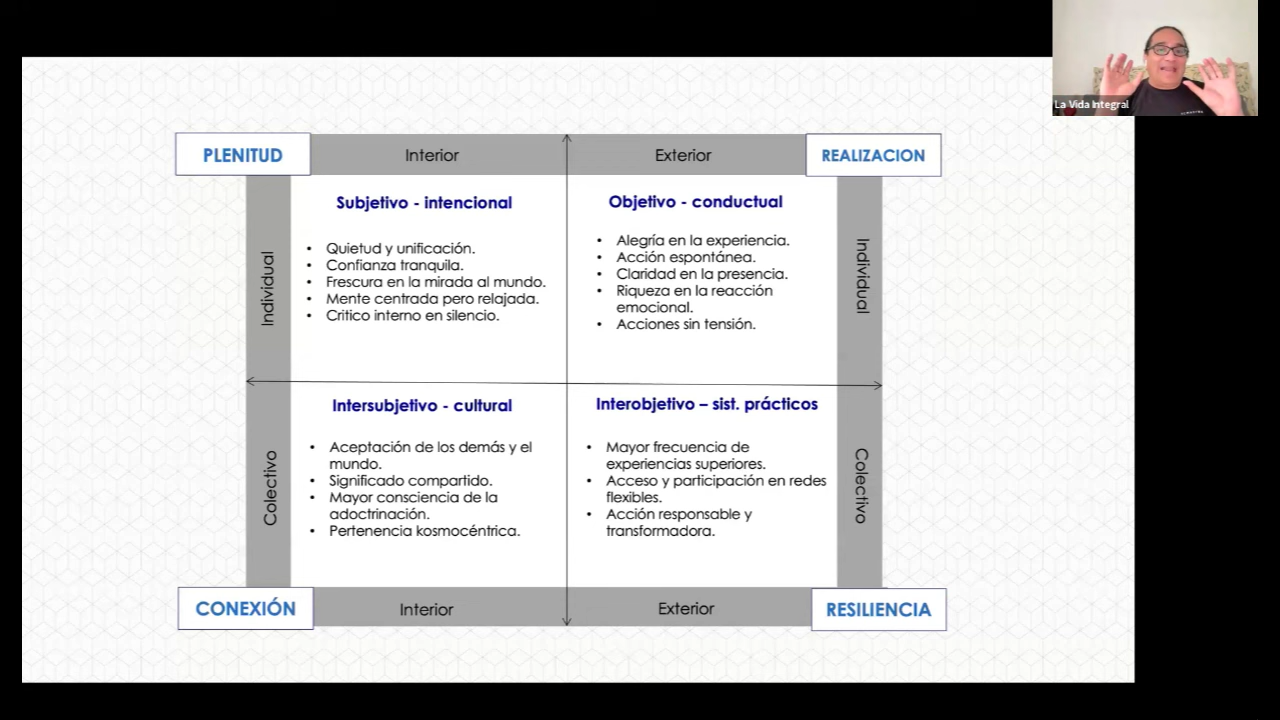 La Vida Integral
PLENITUD
Interior
Exterior
REALIZACION
Individual
Subjetivo - intencional
• Quietud y unificación.
• Confianza tranquila.
• Frescura en la mirada al mundo.
• Mente centrada pero relajada.
• Critico interno en silencio.
Objetivo - conductual
• Alegría en la experiencia.
• Acción espontánea.
• Claridad en la presencia.
• Riqueza en la reacción
emocional.
• Acciones sin tensión.
Individual
Colectivo
Intersubjetivo - cultural
• Aceptación de los demás y el
mundo.
• Significado compartido.
• Mayor consciencia de la
adoctrinación.
• Pertenencia kosmocéntrica.
Interobjetivo – sist. prácticos
• Mayor frecuencia de
experiencias superiores.
• Acceso y participación en redes
flexibles.
• Acción responsable y
transformadora.
Colectivo
CONEXIÓN
Interior
Exterior
RESILIENCIA